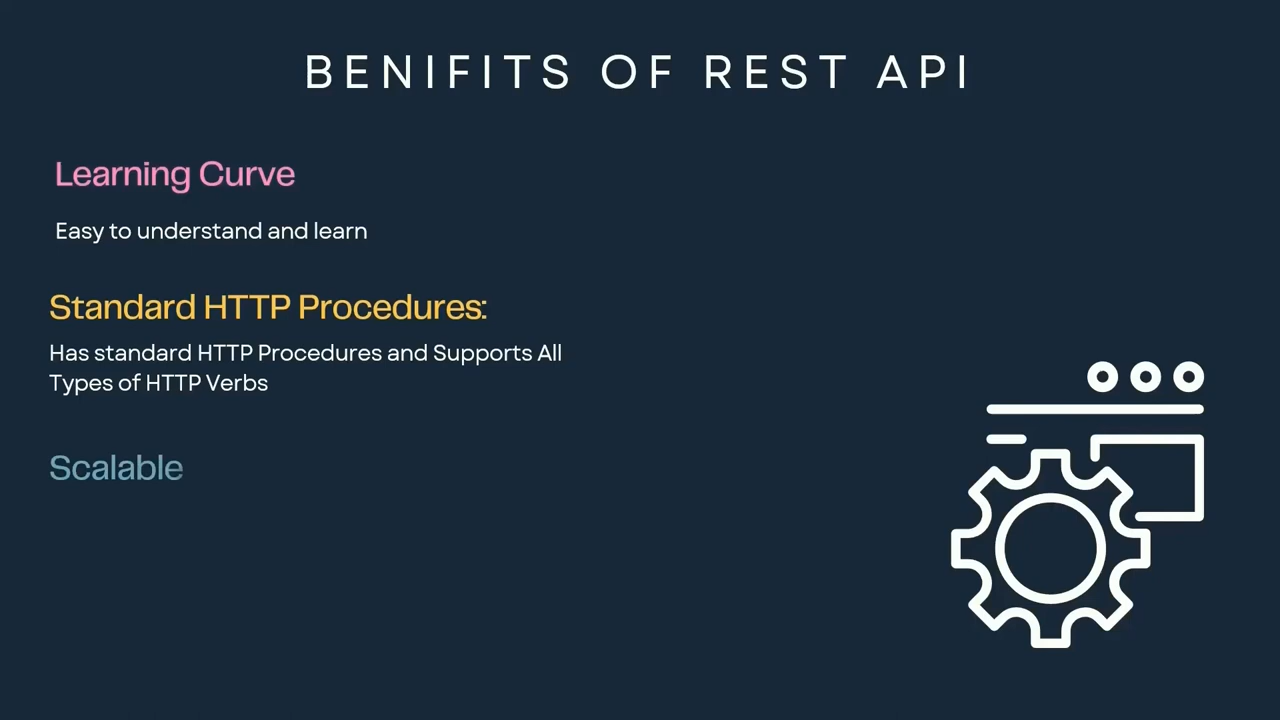 BENIFITS OF REST API
Learning Curve
Easy to understand and learn
Standard HTTP Procedures:
Has standard HTTP Procedures and Supports All
Types of HTTP Verbs
Scalable